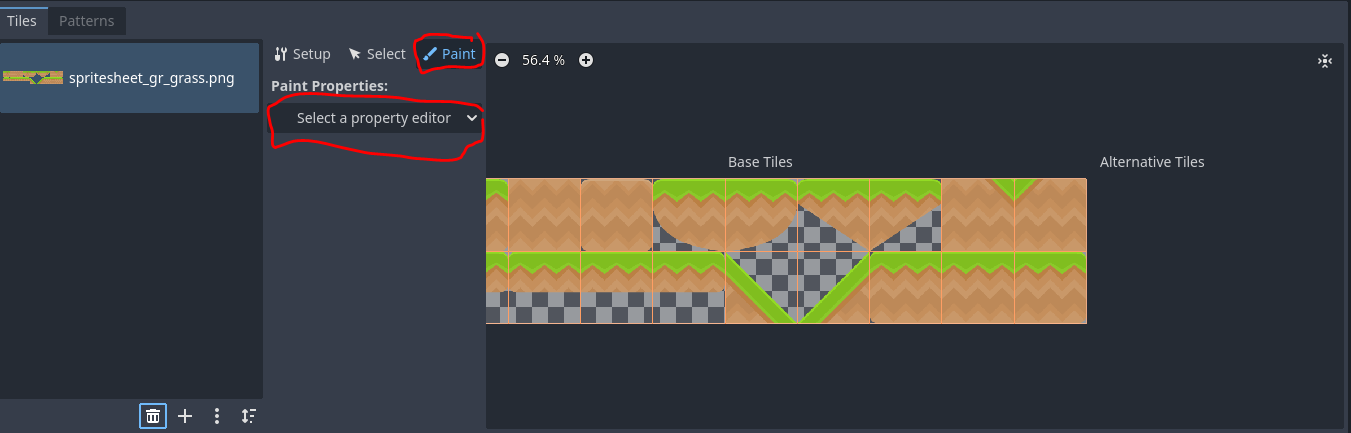 Tiles Patterns
spritesheet_gr_grass.png
Setup Select Paint
Paint Properties:
Select a property editor
56.4 %
Base Tiles
Alternative Tiles